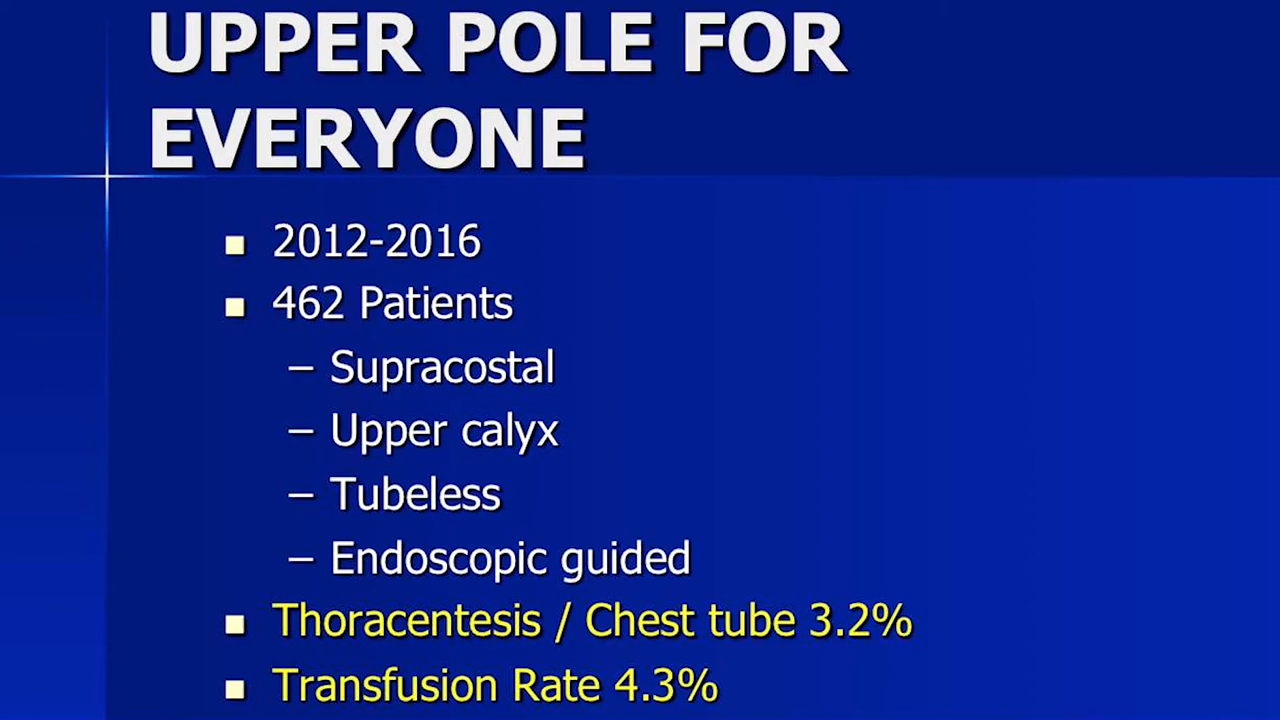 UPPER POLE FOR
EVERYONE
2012-2016
462 Patients
– Supracostal
– Upper calyx
– Tubeless
– Endoscopic guided
Thoracentesis / Chest tube 3.2%
Transfusion Rate 4.3%